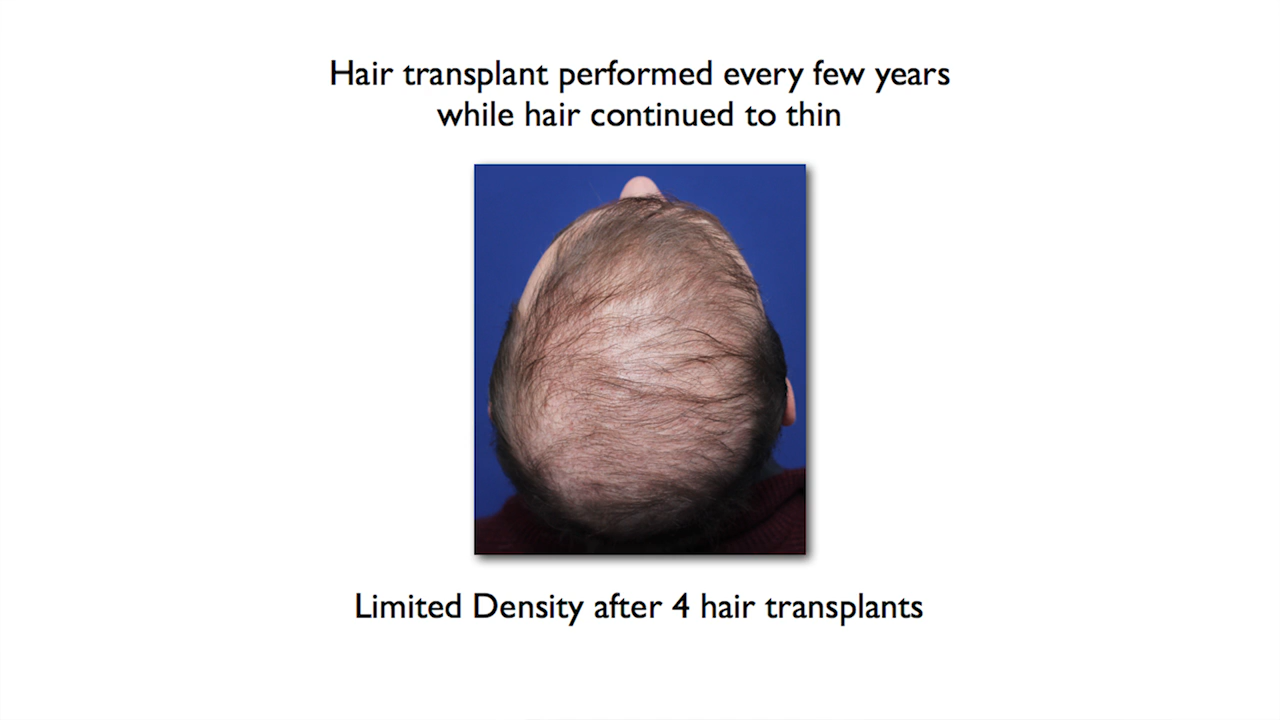 Hair transplant performed every few years
while hair continued to thin
Limited Density after 4 hair transplants